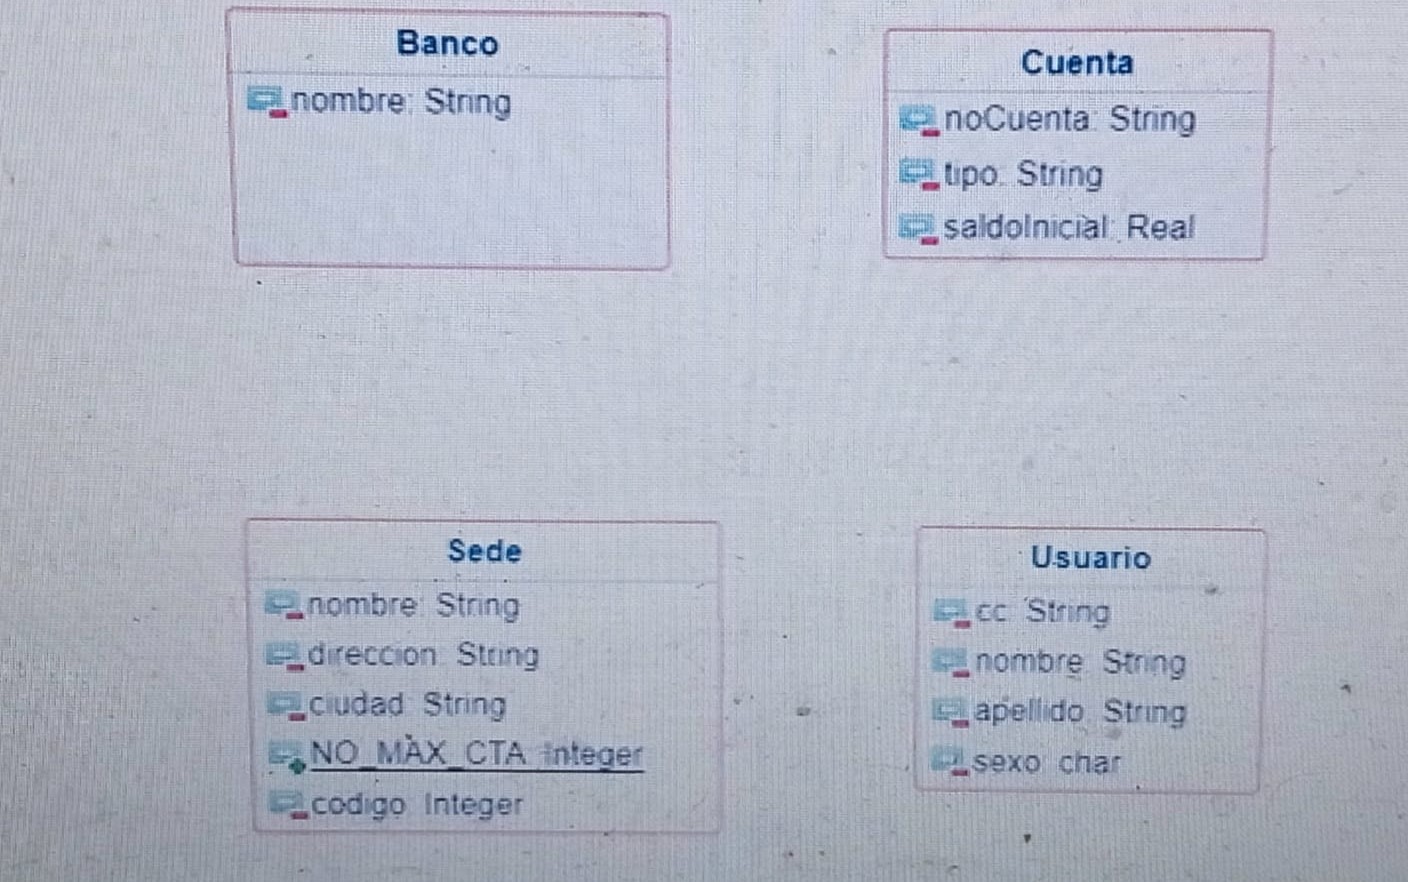 Banco
nombre: String
Cuenta
noCuenta: String
tipo: String
saldoInicial: Real
Sede
nombre: String
direccion: String
ciudad: String
NO_MAX_CTA: Integer
codigo: Integer
Usuario
cc: String
nombre: String
apellido: String
sexo: char